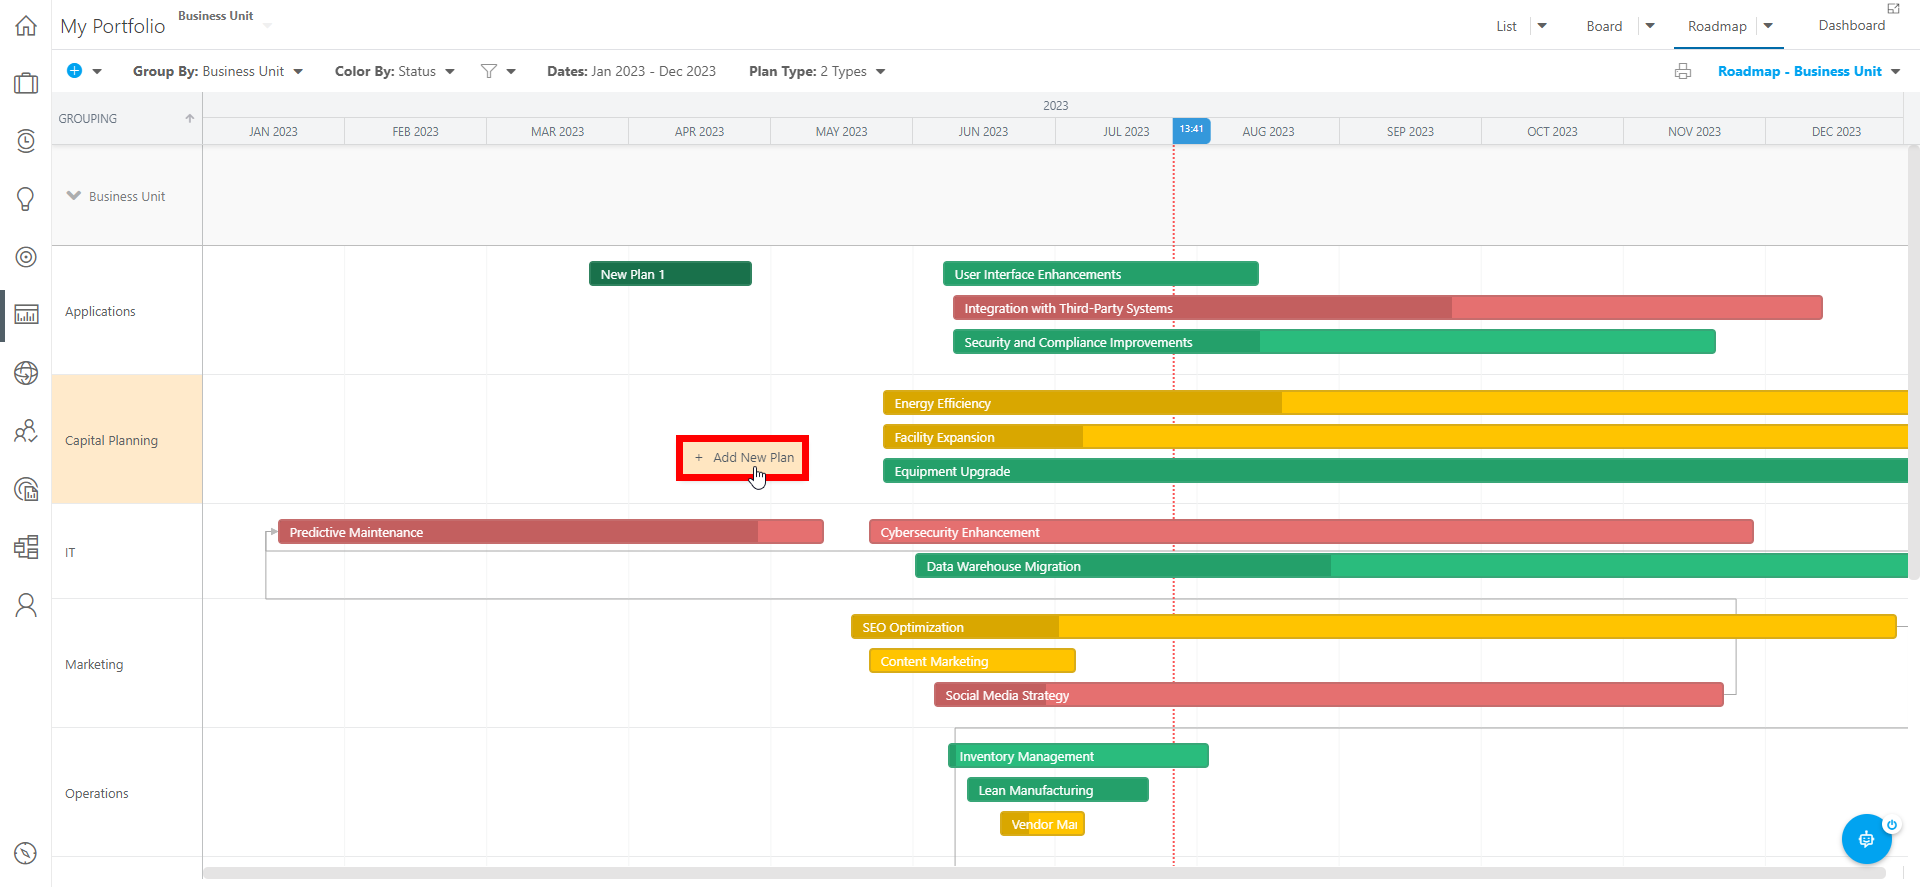 My Portfolio
Business Unit
List
Board
Roadmap
Dashboard
Group By: Business Unit
Color By: Status
Dates: Jan 2023 - Dec 2023
Plan Type: 2 Types
Roadmap - Business Unit
GROUPING
2023
JAN 2023
FEB 2023
MAR 2023
APR 2023
MAY 2023
JUN 2023
JUL 2023
13:41
AUG 2023
SEP 2023
OCT 2023
NOV 2023
DEC 2023
Business Unit
Applications
New Plan 1
User Interface Enhancements
Integration with Third-Party Systems
Security and Compliance Improvements
Capital Planning
Energy Efficiency
Facility Expansion
+ Add New Plan
Equipment Upgrade
IT
Predictive Maintenance
Cybersecurity Enhancement
Data Warehouse Migration
Marketing
SEO Optimization
Content Marketing
Social Media Strategy
Operations
Inventory Management
Lean Manufacturing
Vendor Mar